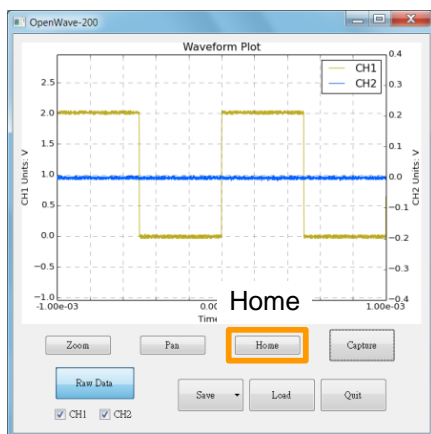 OpenWave-200
Waveform Plot
CH1
CH2
CH1 Units: V
2.5
2.0
1.5
1.0
0.5
0.0
−0.5
−1.0
0.4
0.3
0.2
0.1
0.0
−0.1
−0.2
−0.3
−0.4
CH2 Units: V
-1.00e-03
0.00
1.00e-03
Home
Zoom
Pan
Home
Capture
Raw Data
Save
Load
Quit
CH1
CH2